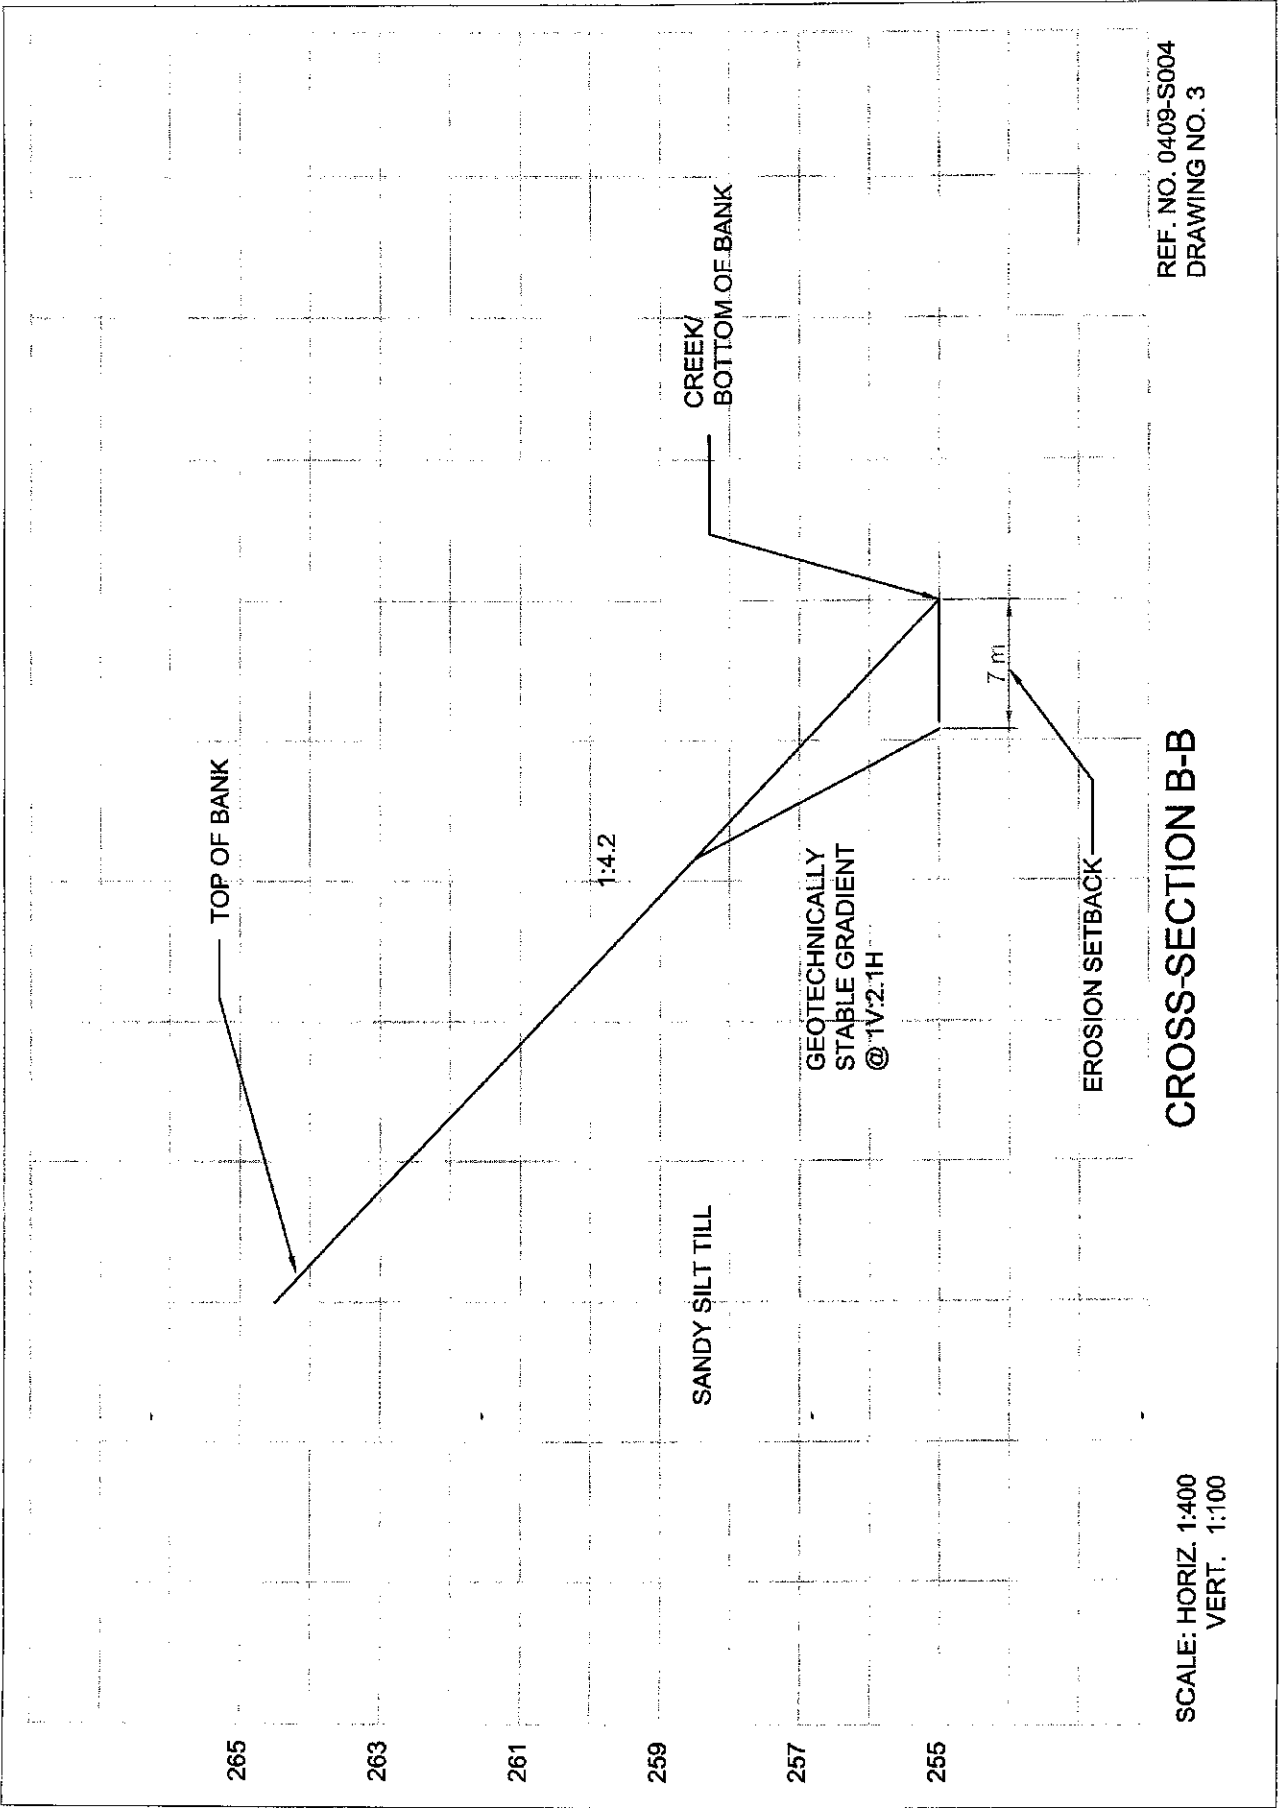 TOP OF BANK
265
263
261
259
257
255
1:4.2
CREEK/
BOTTOM OF BANK
SANDY SILT TILL
GEOTECHNICALLY
STABLE GRADIENT
@ 1V:2.1H
7 m
EROSION SETBACK
CROSS-SECTION B-B
SCALE: HORIZ. 1:400
VERT. 1:100
REF. NO. 0409-S004
DRAWING NO. 3